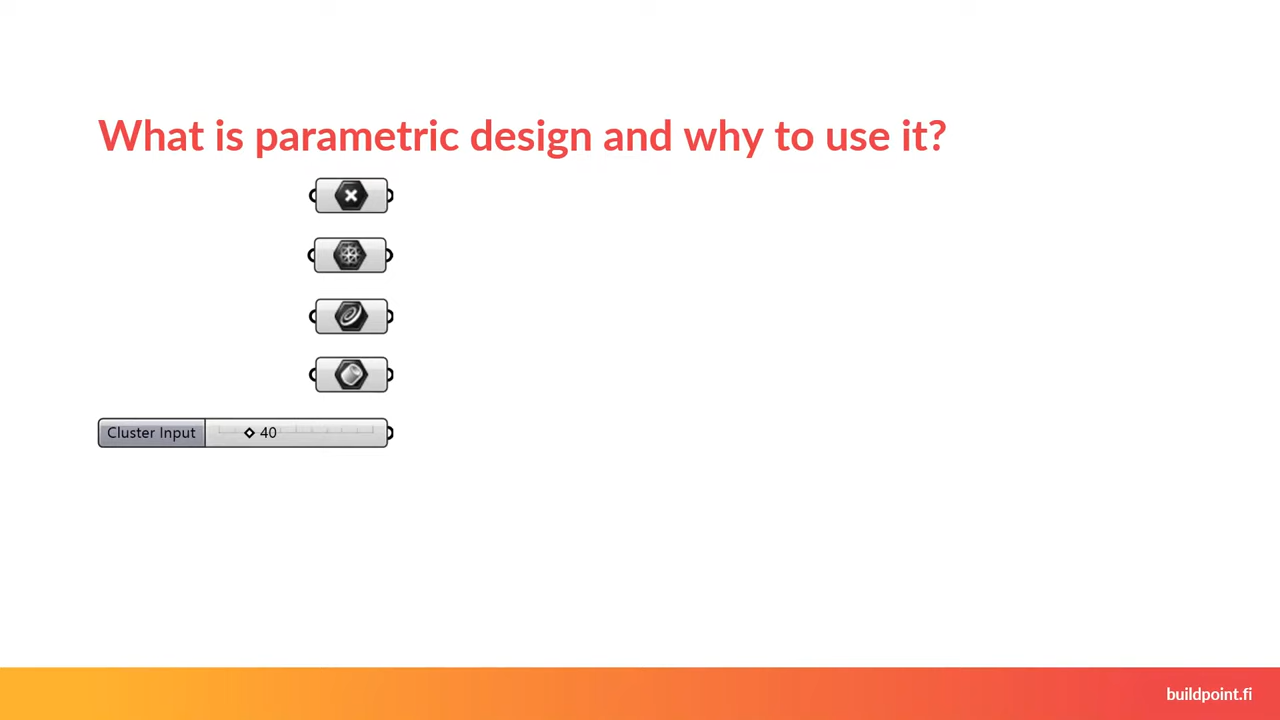 What is parametric design and why to use it?
Cluster Input 40
buildpoint.fi